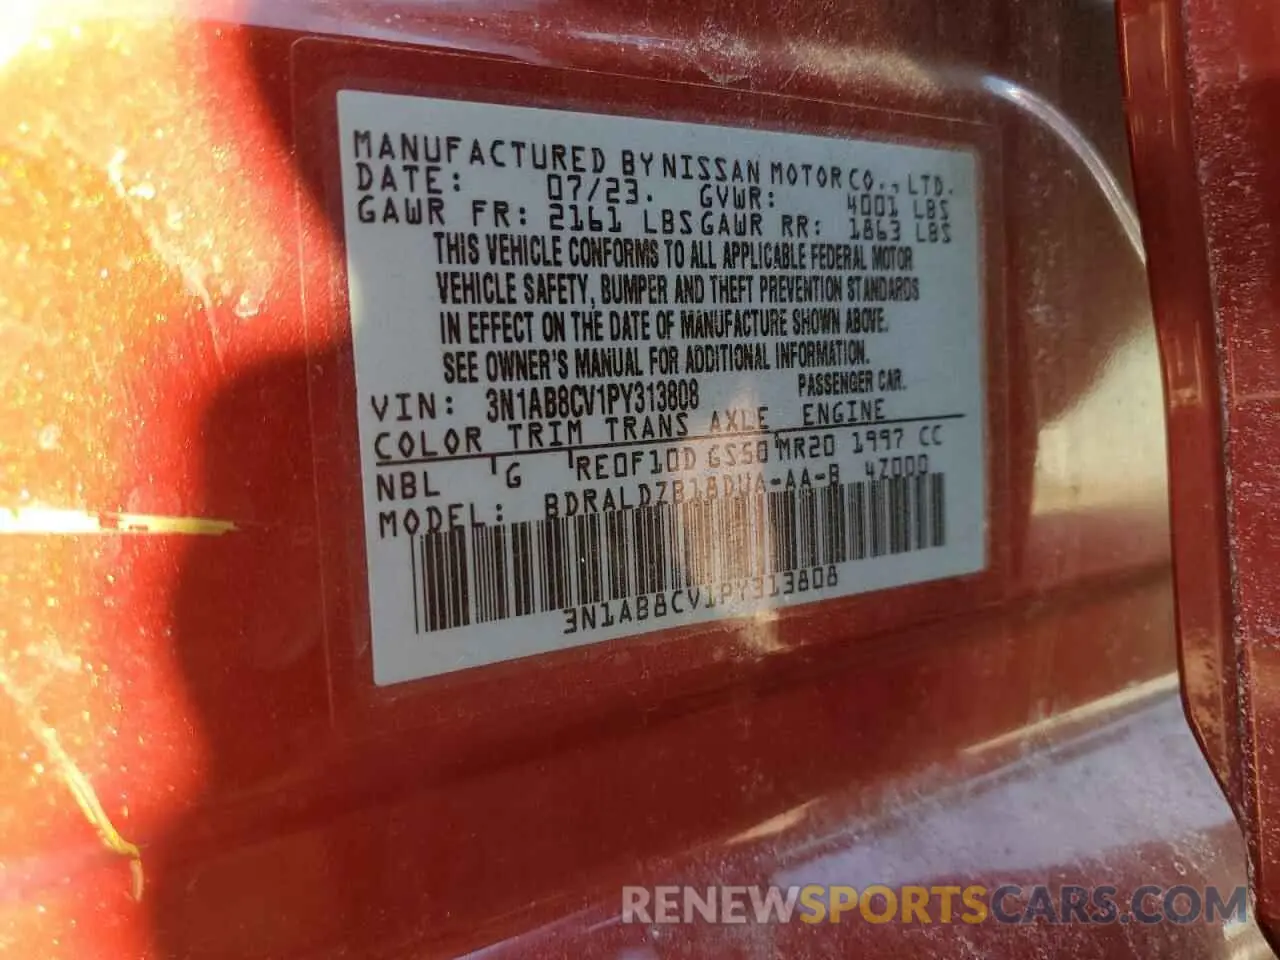 MANUFACTURED BY NISSAN MOTOR CO., LTD.
DATE: 07/23. GVWR: 4001 LBS
GAWR FR: 2161 LBS GAWR RR: 1863 LBS
THIS VEHICLE CONFORMS TO ALL APPLICABLE FEDERAL MOTOR
VEHICLE SAFETY, BUMPER AND THEFT PREVENTION STANDARDS
IN EFFECT ON THE DATE OF MANUFACTURE SHOWN ABOVE.
SEE OWNER'S MANUAL FOR ADDITIONAL INFORMATION.
VIN: 3N1AB8CV1PY313808 PASSENGER CAR.
COLOR TRIM TRANS AXLE ENGINE
NBL G RE0F10D GS50 MR20 1997 CC
MODEL: BDRALDZB18DUA-AA-B 4Z000
3N1AB8CV1PY313808
RENEWSPORTSCARS.COM